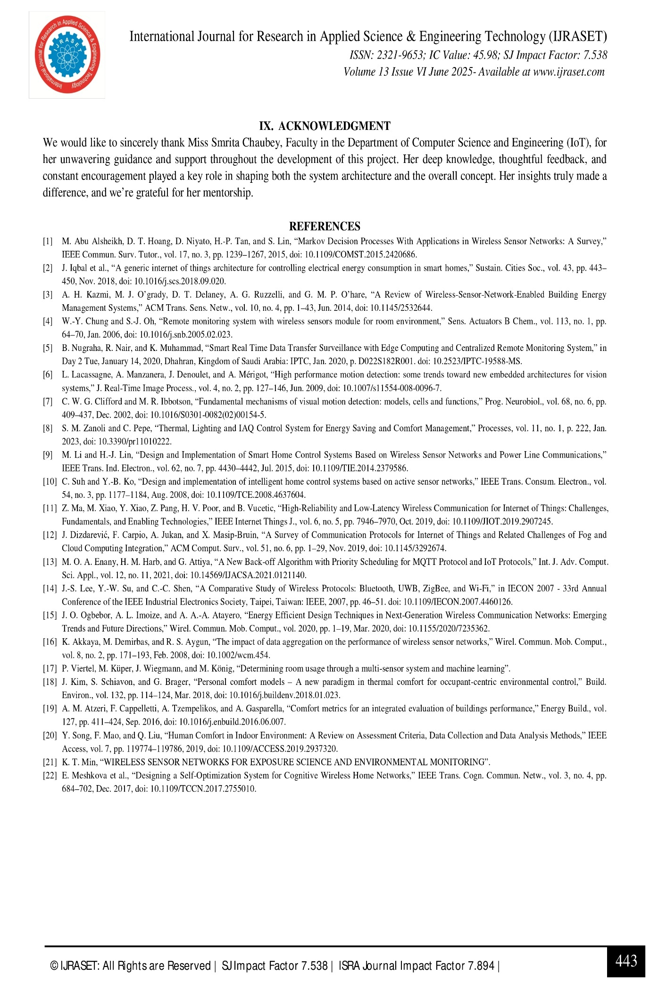 International Journal for Research in Applied Science & Engineering Technology
IJRASET
International Journal for Research in Applied Science & Engineering Technology (IJRASET)
ISSN: 2321-9653; IC Value: 45.98; SJ Impact Factor: 7.538
Volume 13 Issue VI June 2025- Available at www.ijraset.com
IX. ACKNOWLEDGMENT
We would like to sincerely thank Miss Smrita Chaubey, Faculty in the Department of Computer Science and Engineering (IoT), for
her unwavering guidance and support throughout the development of this project. Her deep knowledge, thoughtful feedback, and
constant encouragement played a key role in shaping both the system architecture and the overall concept. Her insights truly made a
difference, and we’re grateful for her mentorship.
REFERENCES
[1] M. Abu Alsheikh, D. T. Hoang, D. Niyato, H.-P. Tan, and S. Lin, “Markov Decision Processes With Applications in Wireless Sensor Networks: A Survey,”
IEEE Commun. Surv. Tutor., vol. 17, no. 3, pp. 1239–1267, 2015, doi: 10.1109/COMST.2015.2420686.
[2] J. Iqbal et al., “A generic internet of things architecture for controlling electrical energy consumption in smart homes,” Sustain. Cities Soc., vol. 43, pp. 443–
450, Nov. 2018, doi: 10.1016/j.scs.2018.09.020.
[3] A. H. Kazmi, M. J. O’grady, D. T. Delaney, A. G. Ruzzelli, and G. M. P. O’hare, “A Review of Wireless-Sensor-Network-Enabled Building Energy
Management Systems,” ACM Trans. Sens. Netw., vol. 10, no. 4, pp. 1–43, Jun. 2014, doi: 10.1145/2532644.
[4] W.-Y. Chung and S.-J. Oh, “Remote monitoring system with wireless sensors module for room environment,” Sens. Actuators B Chem., vol. 113, no. 1, pp.
64–70, Jan. 2006, doi: 10.1016/j.snb.2005.02.023.
[5] B. Nugraha, R. Nair, and K. Muhammad, “Smart Real Time Data Transfer Surveillance with Edge Computing and Centralized Remote Monitoring System,” in
Day 2 Tue, January 14, 2020, Dhahran, Kingdom of Saudi Arabia: IPTC, Jan. 2020, p. D022S182R001. doi: 10.2523/IPTC-19588-MS.
[6] L. Lacassagne, A. Manzanera, J. Denoulet, and A. Mérigot, “High performance motion detection: some trends toward new embedded architectures for vision
systems,” J. Real-Time Image Process., vol. 4, no. 2, pp. 127–146, Jun. 2009, doi: 10.1007/s11554-008-0096-7.
[7] C. W. G. Clifford and M. R. Ibbotson, “Fundamental mechanisms of visual motion detection: models, cells and functions,” Prog. Neurobiol., vol. 68, no. 6, pp.
409–437, Dec. 2002, doi: 10.1016/S0301-0082(02)00154-5.
[8] S. M. Zanoli and C. Pepe, “Thermal, Lighting and IAQ Control System for Energy Saving and Comfort Management,” Processes, vol. 11, no. 1, p. 222, Jan.
2023, doi: 10.3390/pr11010222.
[9] M. Li and H.-J. Lin, “Design and Implementation of Smart Home Control Systems Based on Wireless Sensor Networks and Power Line Communications,”
IEEE Trans. Ind. Electron., vol. 62, no. 7, pp. 4430–4442, Jul. 2015, doi: 10.1109/TIE.2014.2379586.
[10] C. Suh and Y.-B. Ko, “Design and implementation of intelligent home control systems based on active sensor networks,” IEEE Trans. Consum. Electron., vol.
54, no. 3, pp. 1177–1184, Aug. 2008, doi: 10.1109/TCE.2008.4637604.
[11] Z. Ma, M. Xiao, Y. Xiao, Z. Pang, H. V. Poor, and B. Vucetic, “High-Reliability and Low-Latency Wireless Communication for Internet of Things: Challenges,
Fundamentals, and Enabling Technologies,” IEEE Internet Things J., vol. 6, no. 5, pp. 7946–7970, Oct. 2019, doi: 10.1109/JIOT.2019.2907245.
[12] J. Dizdarević, F. Carpio, A. Jukan, and X. Masip-Bruin, “A Survey of Communication Protocols for Internet of Things and Related Challenges of Fog and
Cloud Computing Integration,” ACM Comput. Surv., vol. 51, no. 6, pp. 1–29, Nov. 2019, doi: 10.1145/3292674.
[13] M. O. A. Enany, H. M. Harb, and G. Attiya, “A New Back-off Algorithm with Priority Scheduling for MQTT Protocol and IoT Protocols,” Int. J. Adv. Comput.
Sci. Appl., vol. 12, no. 11, 2021, doi: 10.14569/IJACSA.2021.0121140.
[14] J.-S. Lee, Y.-W. Su, and C.-C. Shen, “A Comparative Study of Wireless Protocols: Bluetooth, UWB, ZigBee, and Wi-Fi,” in IECON 2007 - 33rd Annual
Conference of the IEEE Industrial Electronics Society, Taipei, Taiwan: IEEE, 2007, pp. 46–51. doi: 10.1109/IECON.2007.4460126.
[15] J. O. Ogbebor, A. L. Imoize, and A. A.-A. Atayero, “Energy Efficient Design Techniques in Next-Generation Wireless Communication Networks: Emerging
Trends and Future Directions,” Wirel. Commun. Mob. Comput., vol. 2020, pp. 1–19, Mar. 2020, doi: 10.1155/2020/7235362.
[16] K. Akkaya, M. Demirbas, and R. S. Aygun, “The impact of data aggregation on the performance of wireless sensor networks,” Wirel. Commun. Mob. Comput.,
vol. 8, no. 2, pp. 171–193, Feb. 2008, doi: 10.1002/wcm.454.
[17] P. Viertel, M. Küper, J. Wiegmann, and M. König, “Determining room usage through a multi-sensor system and machine learning”.
[18] J. Kim, S. Schiavon, and G. Brager, “Personal comfort models – A new paradigm in thermal comfort for occupant-centric environmental control,” Build.
Environ., vol. 132, pp. 114–124, Mar. 2018, doi: 10.1016/j.buildenv.2018.01.023.
[19] A. M. Atzeri, F. Cappelletti, A. Tzempelikos, and A. Gasparella, “Comfort metrics for an integrated evaluation of buildings performance,” Energy Build., vol.
127, pp. 411–424, Sep. 2016, doi: 10.1016/j.enbuild.2016.06.007.
[20] Y. Song, F. Mao, and Q. Liu, “Human Comfort in Indoor Environment: A Review on Assessment Criteria, Data Collection and Data Analysis Methods,” IEEE
Access, vol. 7, pp. 119774–119786, 2019, doi: 10.1109/ACCESS.2019.2937320.
[21] K. T. Min, “WIRELESS SENSOR NETWORKS FOR EXPOSURE SCIENCE AND ENVIRONMENTAL MONITORING”.
[22] E. Meshkova et al., “Designing a Self-Optimization System for Cognitive Wireless Home Networks,” IEEE Trans. Cogn. Commun. Netw., vol. 3, no. 4, pp.
684–702, Dec. 2017, doi: 10.1109/TCCN.2017.2755010.
© IJRASET: All Rights are Reserved | SJ Impact Factor 7.538 | ISRA Journal Impact Factor 7.894 |
443